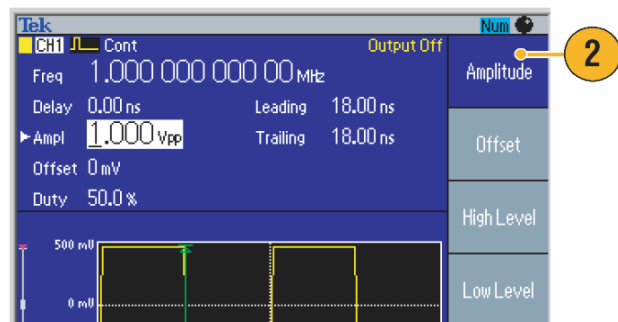 Tek Num
CH1 Cont Output Off
Freq 1.000 000 000 00 MHz
Delay 0.00 ns Leading 18.00 ns
Ampl 1.000 Vpp Trailing 18.00 ns
Offset 0 mV
Duty 50.0 %
500 mV
0 mV
Amplitude
2
Offset
High Level
Low Level